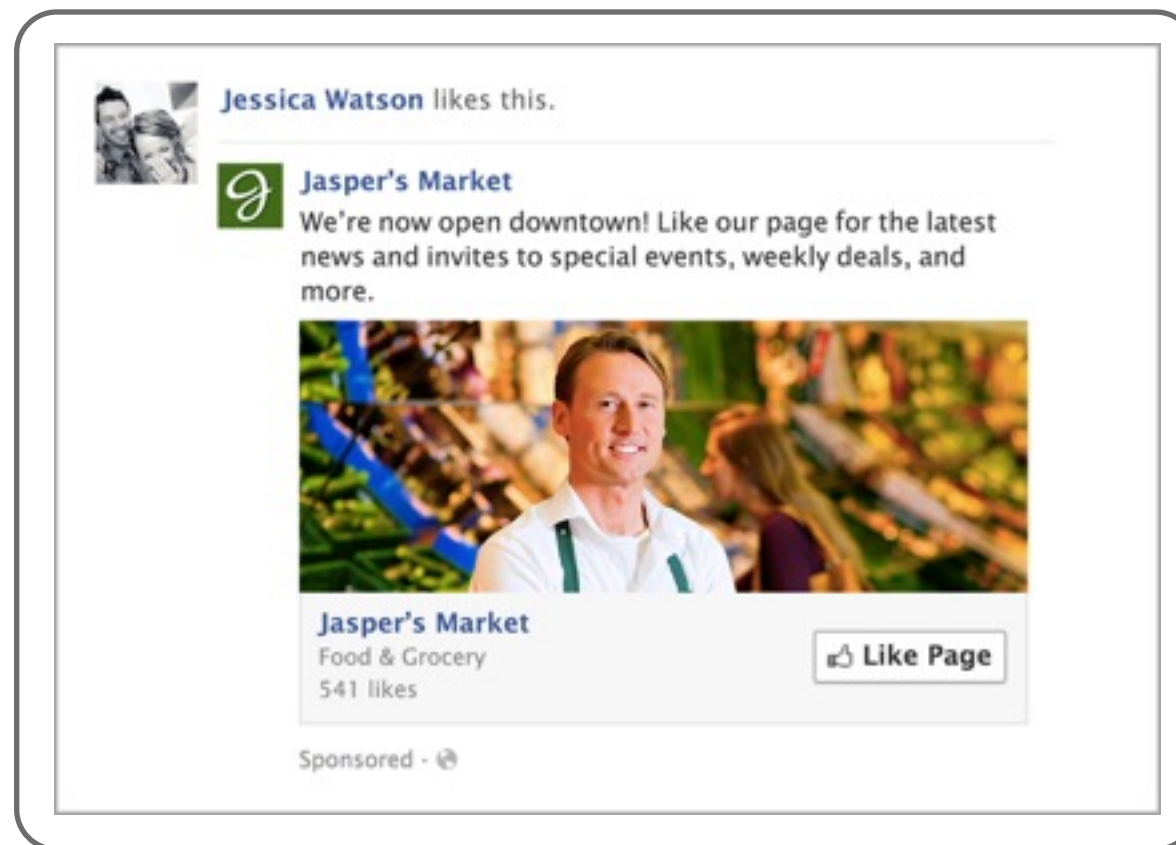 Jessica Watson likes this.
Jasper's Market
We're now open downtown! Like our page for the latest
news and invites to special events, weekly deals, and
more.
Jasper's Market
Food & Grocery
541 likes
Like Page
Sponsored -